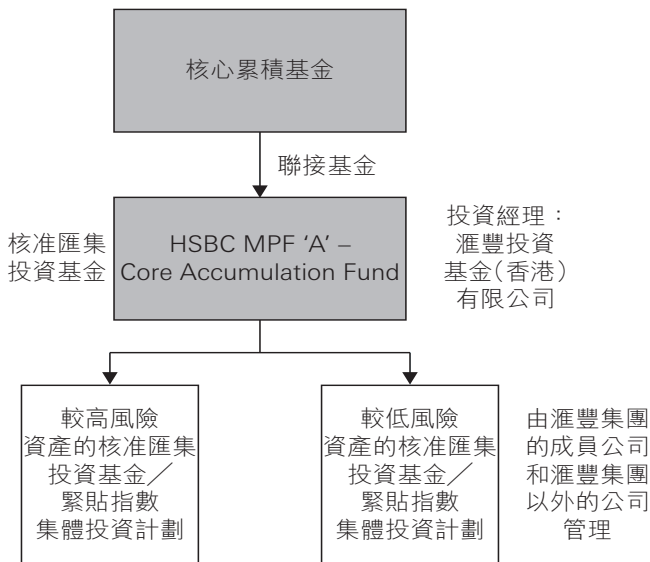 核心累積基金
聯接基金
核准匯集
投資基金
HSBC MPF ‘A’ –
Core Accumulation Fund
投資經理：
滙豐投資
基金（香港）
有限公司
較高風險
資產的核准匯集
投資基金／
緊貼指數
集體投資計劃
較低風險
資產的核准匯集
投資基金／
緊貼指數
集體投資計劃
由滙豐集團
的成員公司
和滙豐集團
以外的公司
管理